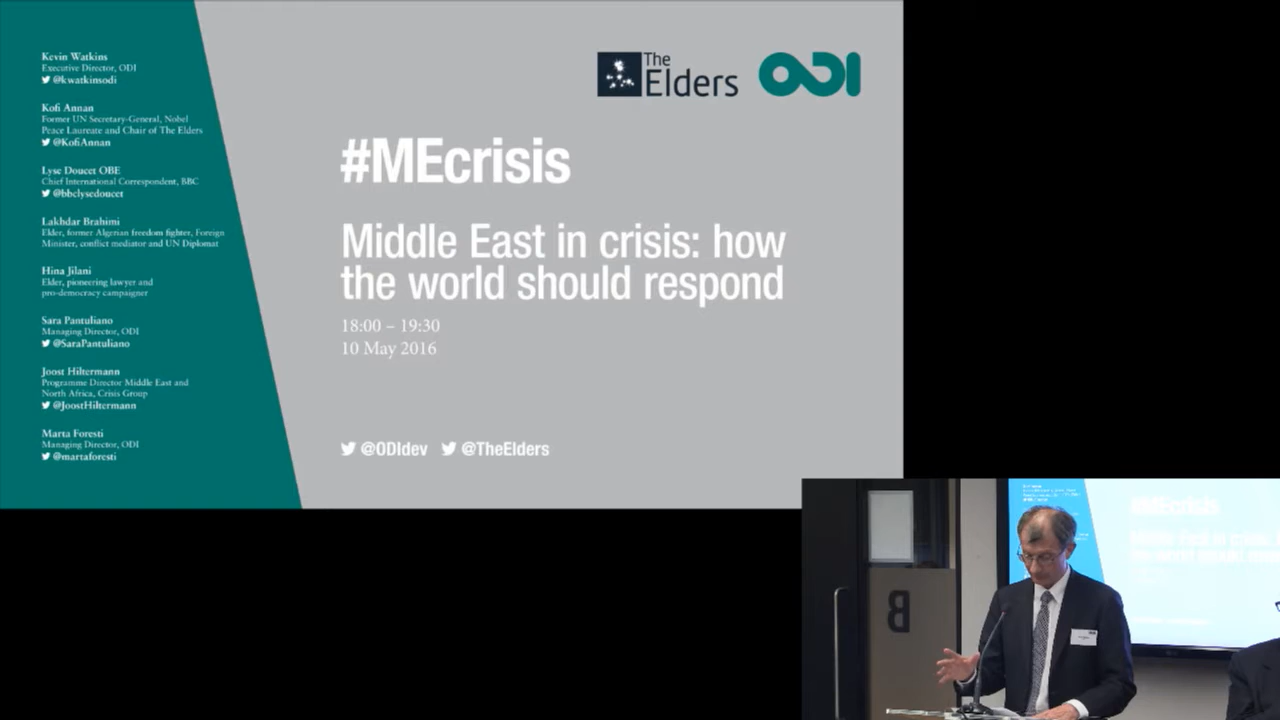 Kevin Watkins
Executive Director, ODI
@kwatkinsodi
Kofi Annan
Former UN Secretary-General, Nobel
Peace Laureate and Chair of The Elders
@KofiAnnan
Lyse Doucet OBE
Chief International Correspondent, BBC
@bbclysedoucet
Lakhdar Brahimi
Elder, former Algerian freedom fighter, Foreign
Minister, conflict mediator and UN Diplomat
Hina Jilani
Elder, pioneering lawyer and
pro-democracy campaigner
Sara Pantuliano
Managing Director, ODI
@SaraPantuliano
Joost Hiltermann
Programme Director Middle East and
North Africa, Crisis Group
@JoostHiltermann
Marta Foresti
Managing Director, ODI
@martaforesti
The
Elders
ODI
#MEcrisis
Middle East in crisis: how
the world should respond
18:00 – 19:30
10 May 2016
@ODIdev @TheElders
#MEcrisis
B